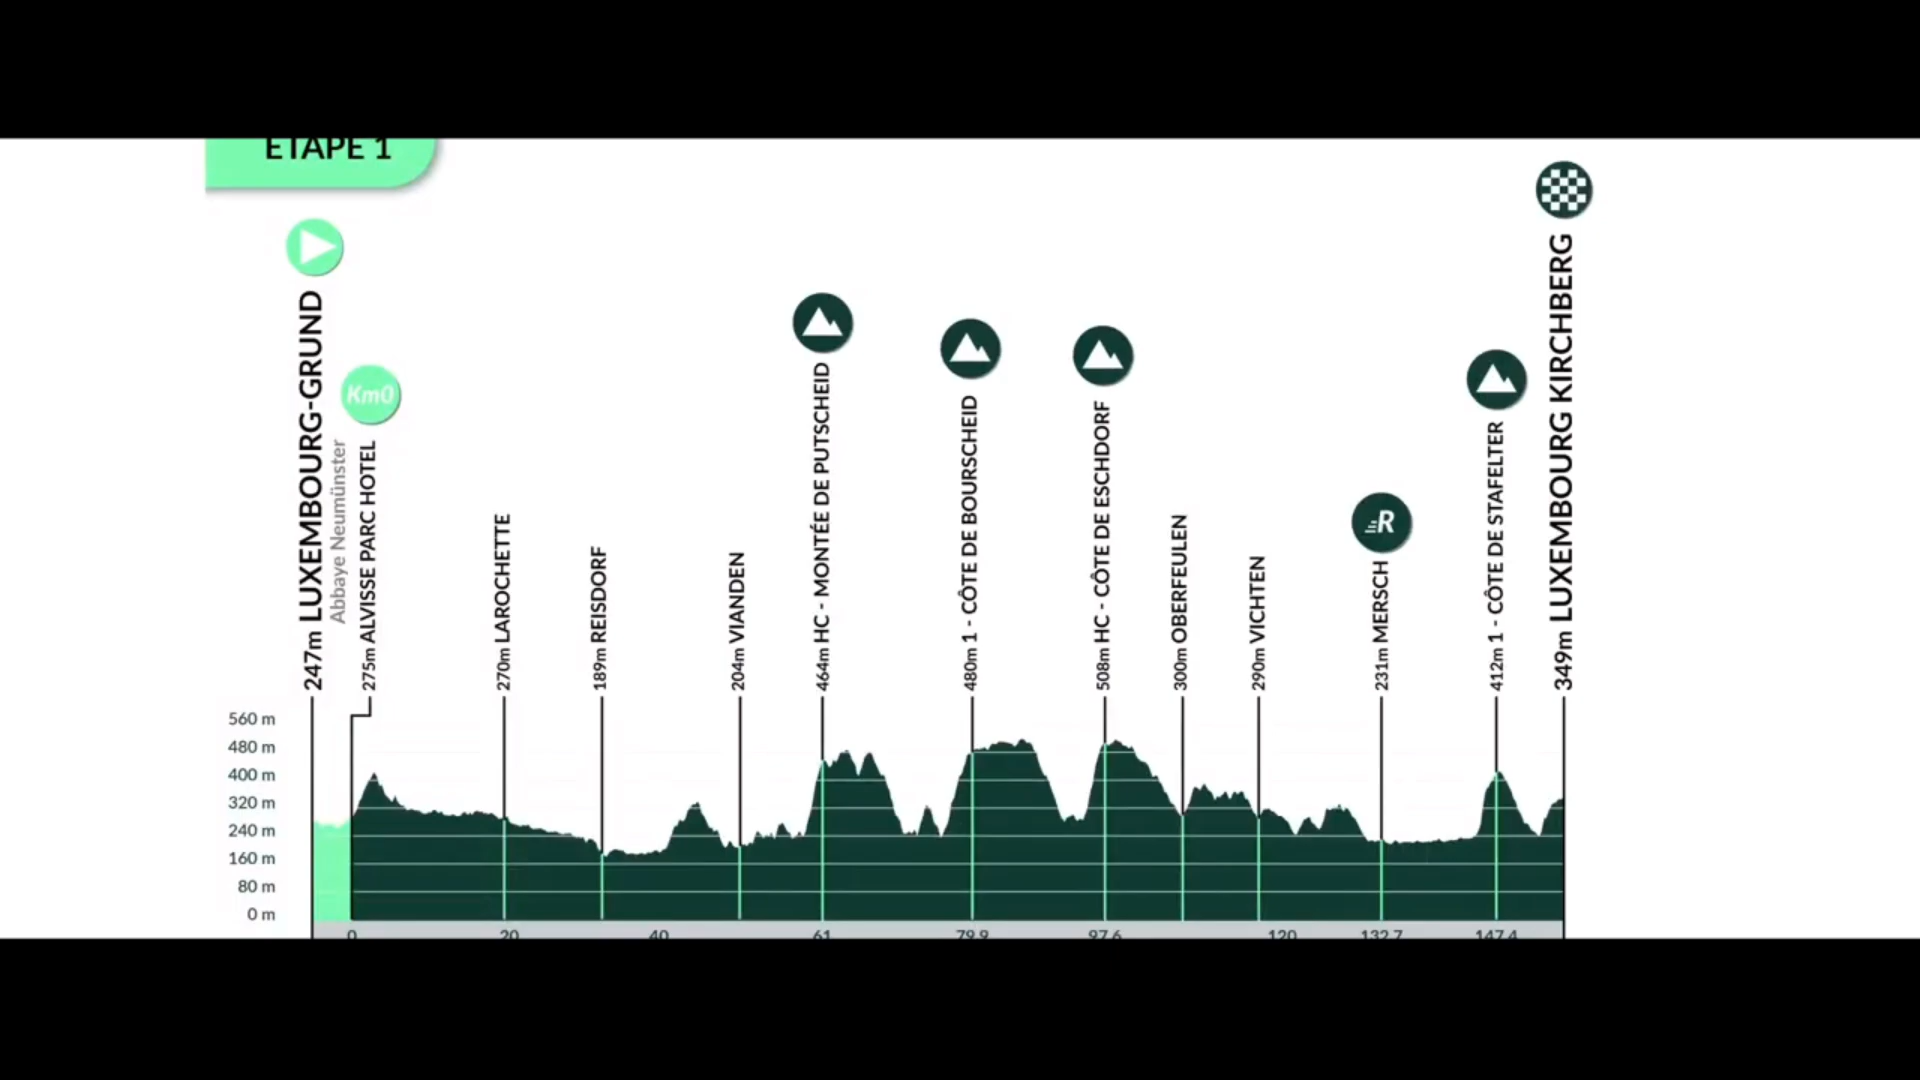 ETAPE 1
247m LUXEMBOURG-GRUND
Abbaye Neumünster
Km0
275m ALVISSE PARC HOTEL
270m LAROCHETTE
189m REISDORF
204m VIANDEN
464m HC - MONTÉE DE PUTSCHEID
480m 1 - CÔTE DE BOURSCHEID
508m HC - CÔTE DE ESCHDORF
300m OBERFEULEN
290m VICHTEN
R
231m MERSCH
412m 1 - CÔTE DE STAFELTER
349m LUXEMBOURG KIRCHBERG
560 m
480 m
400 m
320 m
240 m
160 m
80 m
0 m
0 20 40 61 79.9 97.6 120 132.7 147.4